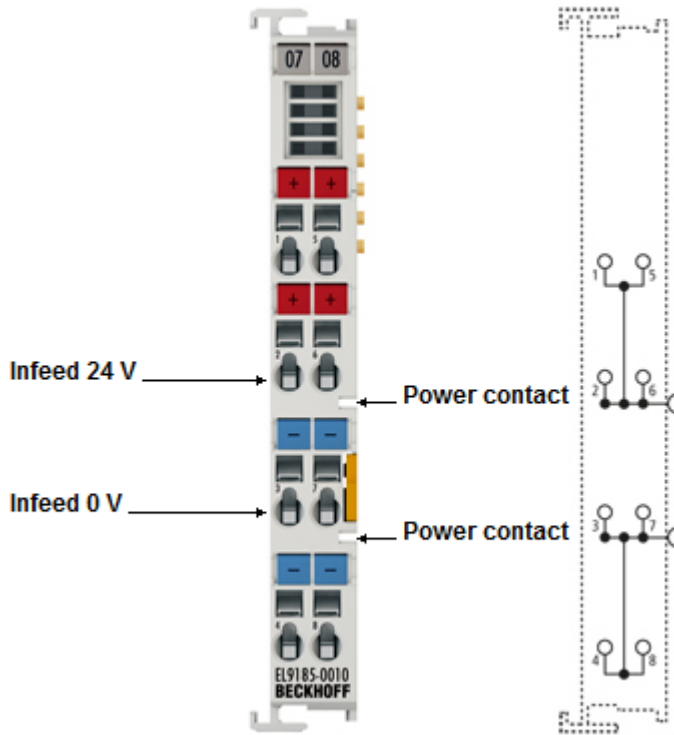 07 08
+ +
1 5
+ +
2 6
Infeed 24 V
Power contact
− −
3 7
Infeed 0 V
Power contact
− −
4 8
EL9185-0010
BECKHOFF
1 5
2 6
3 7
4 8